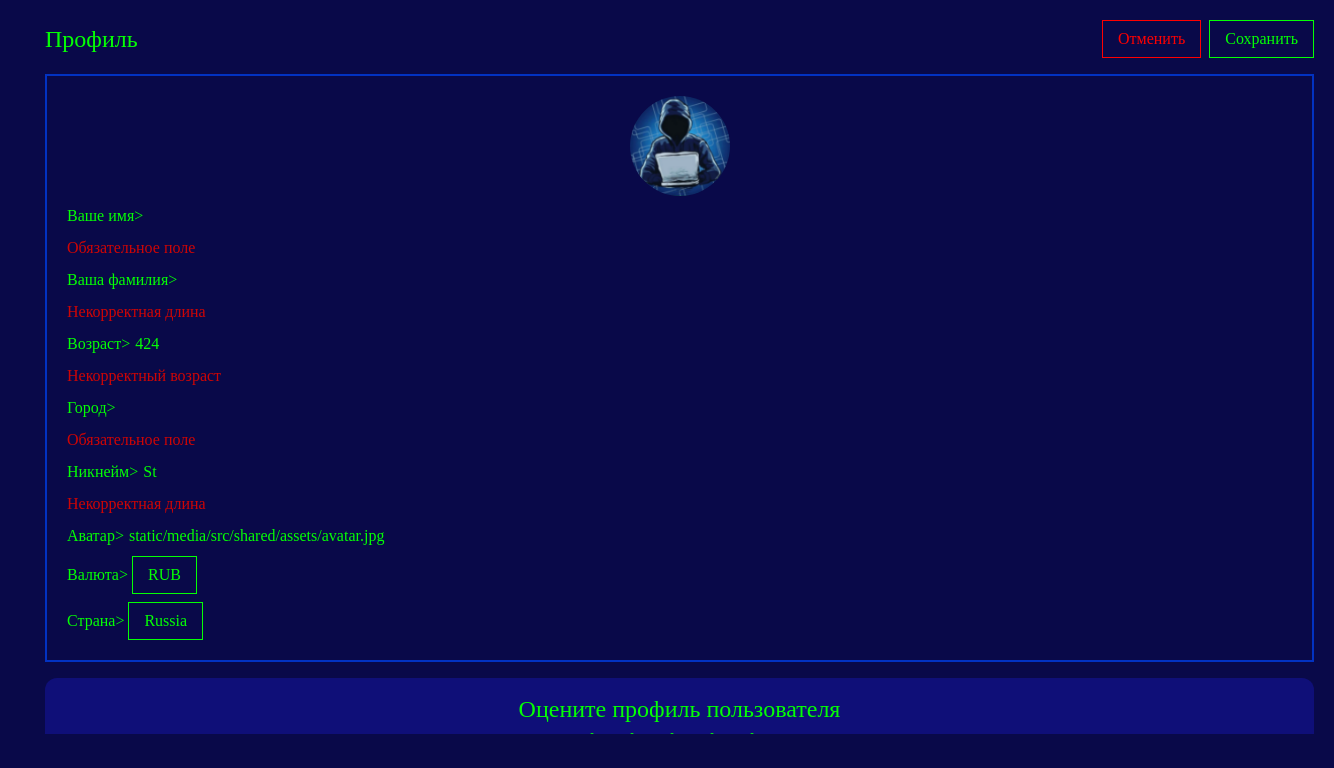 Профиль
Отменить
Сохранить
Ваше имя>
Обязательное поле
Ваша фамилия>
Некорректная длина
Возраст> 424
Некорректный возраст
Город>
Обязательное поле
Никнейм> St
Некорректная длина
Аватар> static/media/src/shared/assets/avatar.jpg
Валюта> RUB
Страна> Russia
Оцените профиль пользователя